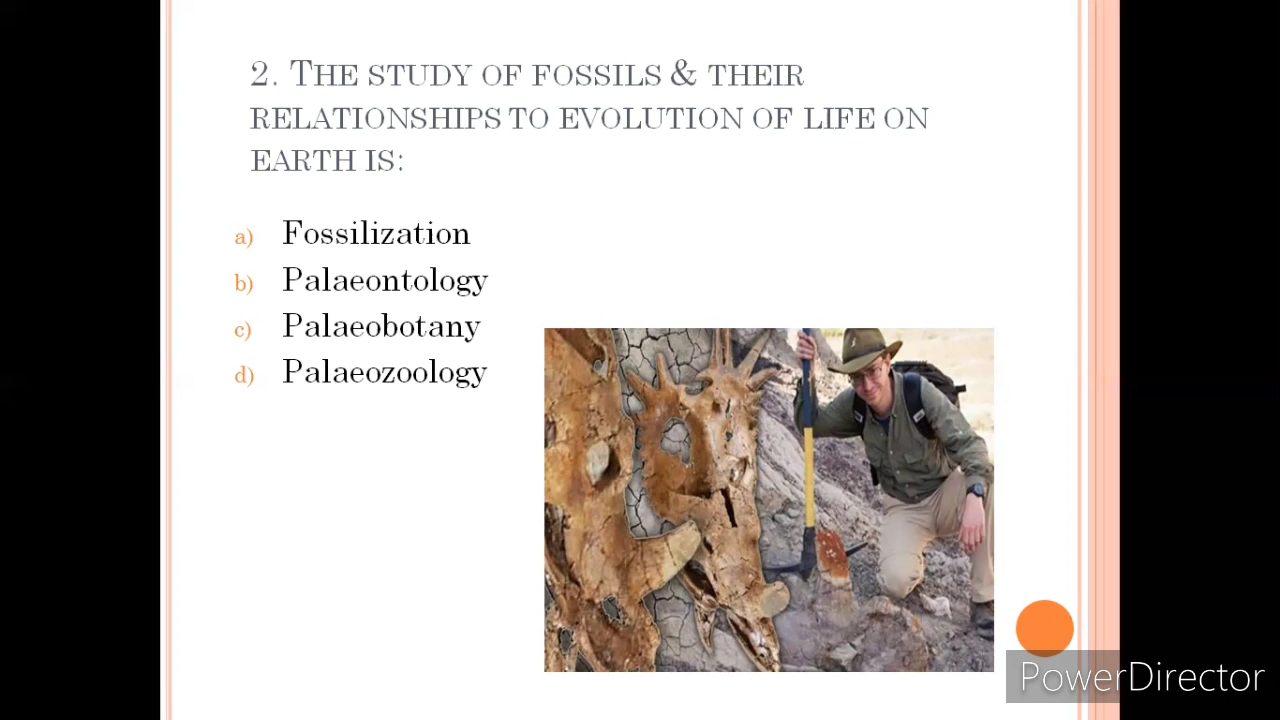 2. The study of fossils & their
relationships to evolution of life on
earth is:
a) Fossilization
b) Palaeontology
c) Palaeobotany
d) Palaeozoology
PowerDirector